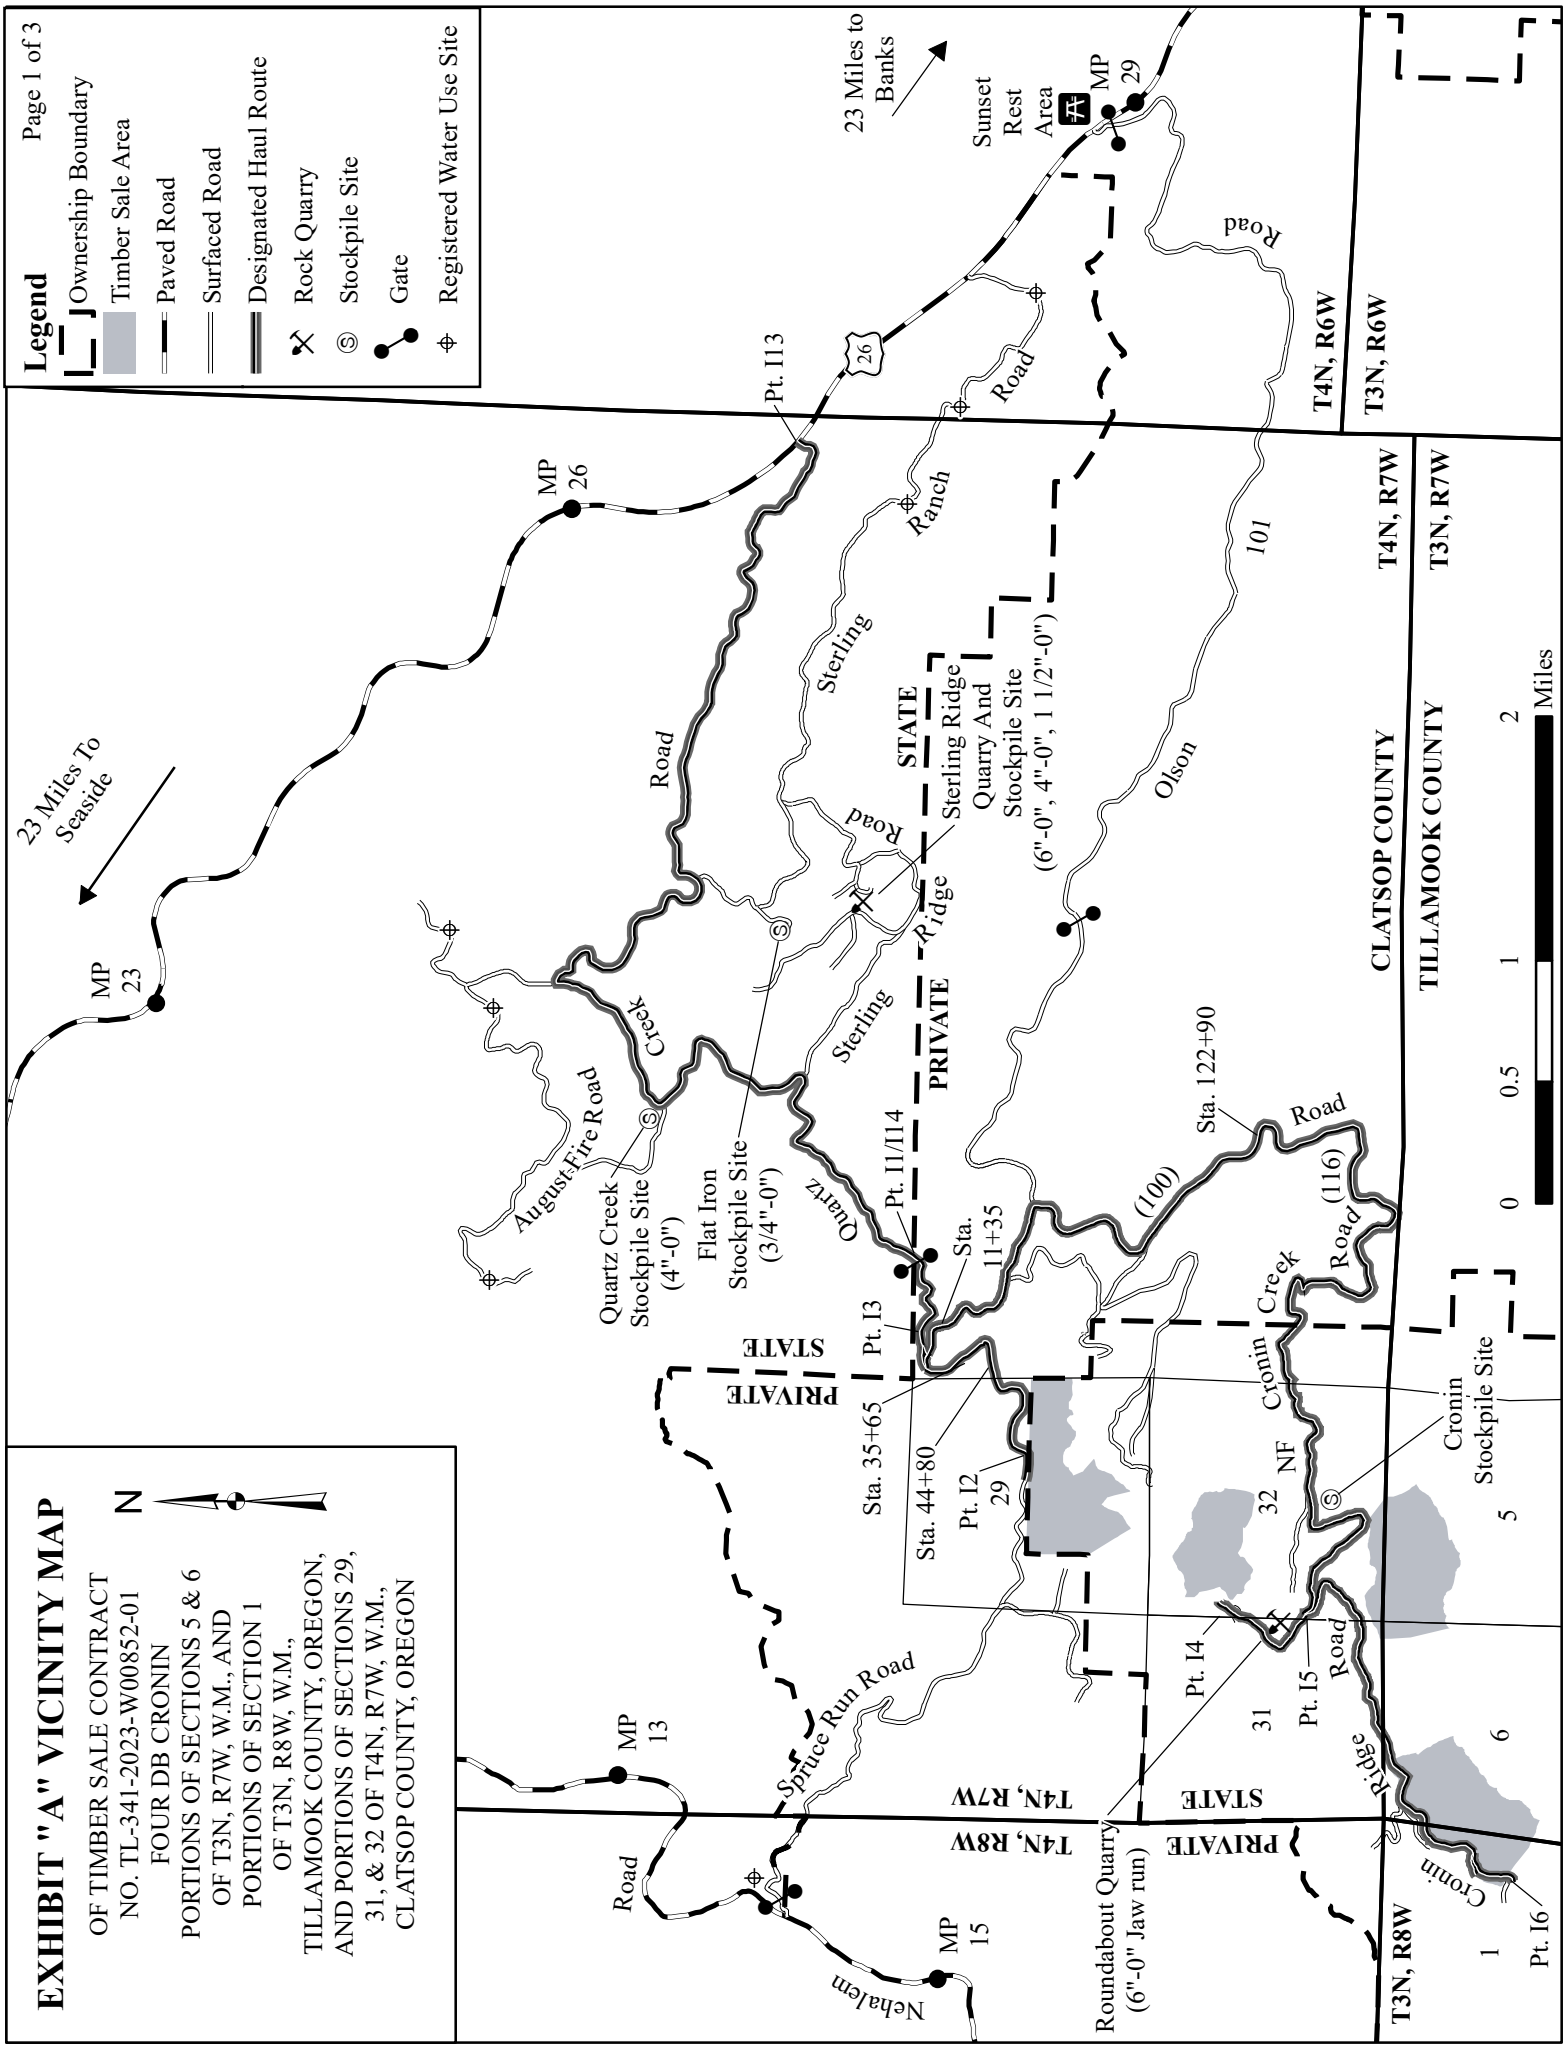 EXHIBIT "A" VICINITY MAP
OF TIMBER SALE CONTRACT
NO. TL-341-2023-W00852-01
FOUR DB CRONIN
PORTIONS OF SECTIONS 5 & 6
OF T3N, R7W, W.M., AND
PORTIONS OF SECTION 1
OF T3N, R8W, W.M.,
TILLAMOOK COUNTY, OREGON,
AND PORTIONS OF SECTIONS 29,
31, & 32 OF T4N, R7W, W.M.,
CLATSOP COUNTY, OREGON
N
Legend
Page 1 of 3
Ownership Boundary
Timber Sale Area
Paved Road
Surfaced Road
Designated Haul Route
Rock Quarry
S
Stockpile Site
Gate
Registered Water Use Site
23 Miles To
Seaside
MP
23
MP
26
Pt. I13
26
23 Miles to
Banks
Sunset
Rest
Area
MP
29
Road
Road
Ranch
Sterling
Road
Creek
Quartz
August Fire Road
S
Quartz Creek
Stockpile Site
(4"-0")
S
Flat Iron
Stockpile Site
(3/4"-0")
Road
Ridge
Sterling
STATE
PRIVATE
Sterling Ridge
Quarry And
Stockpile Site
(6"-0", 4"-0", 1 1/2"-0")
Olson
101
Road
T4N, R6W
T3N, R6W
T4N, R7W
T3N, R7W
CLATSOP COUNTY
TILLAMOOK COUNTY
MP
13
Road
Nehalem
MP
15
Spruce Run Road
STATE
PRIVATE
Pt. I1/I14
Pt. I3
Sta.
11+35
Sta. 35+65
Sta. 44+80
Pt. I2
29
Sta. 122+90
(100)
Road
(116)
Road
Creek
Cronin
NF
32
S
Cronin
Stockpile Site
5
T4N, R7W
T4N, R8W
STATE
PRIVATE
Roundabout Quarry
(6"-0" Jaw run)
Pt. I4
31
Pt. I5
Road
Ridge
Cronin
6
1
Pt. I6
T3N, R8W
0
0.5
1
2
Miles